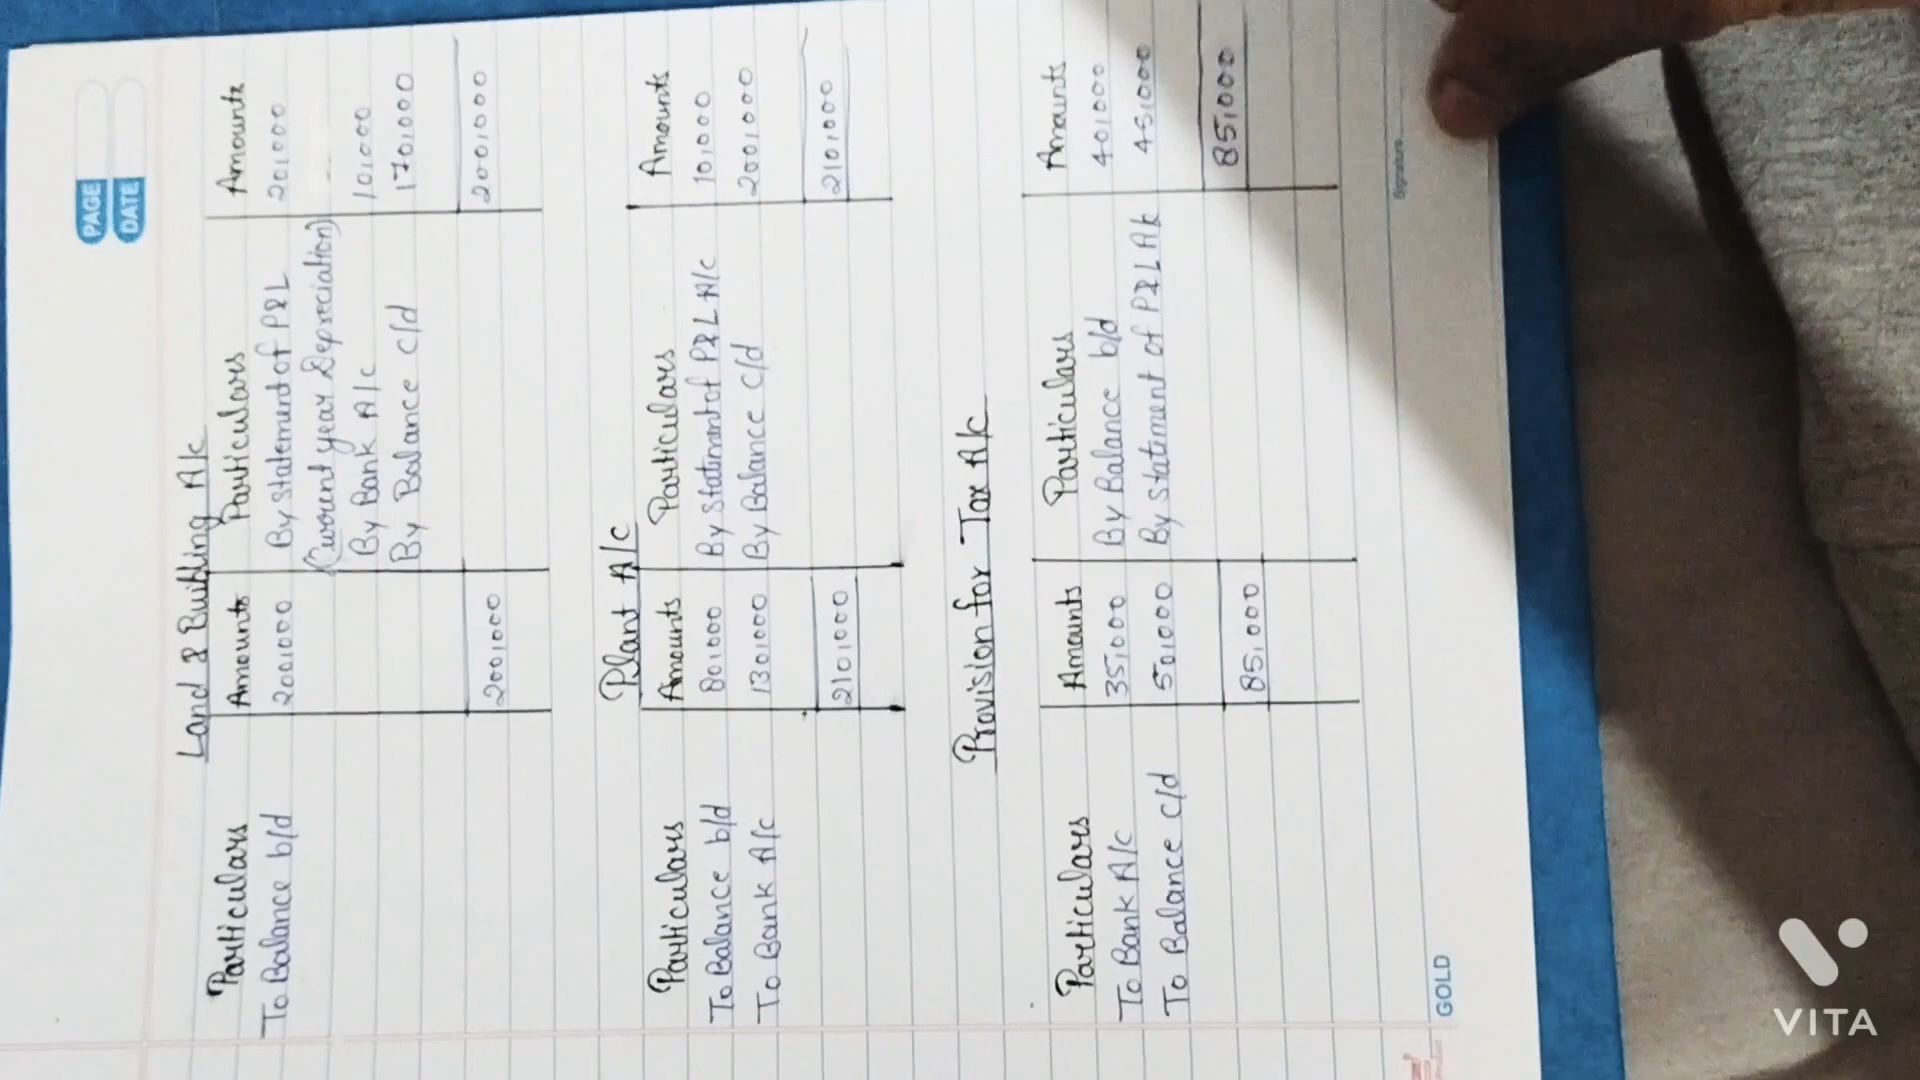 PAGE
DATE
Land & Building A/c
Particulars Amounts Particulars Amounts
To Balance b/d 200,000 By Statement of P&L 20,000
(Current year Depreciation)
By Bank A/c 10,000
By Balance c/d 170,000
200,000 200,000
Plant A/c
Particulars Amounts Particulars Amounts
To Balance b/d 80,000 By Statement of P&L A/c 10,000
To Bank A/c 130,000 By Balance c/d 200,000
210,000 210,000
Provision for Tax A/c
Particulars Amounts Particulars Amounts
To Bank A/c 35,000 By Balance b/d 40,000
To Balance c/d 50,000 By Statement of P&L A/c 45,000
85,000 85,000
GOLD
Signature
VITA